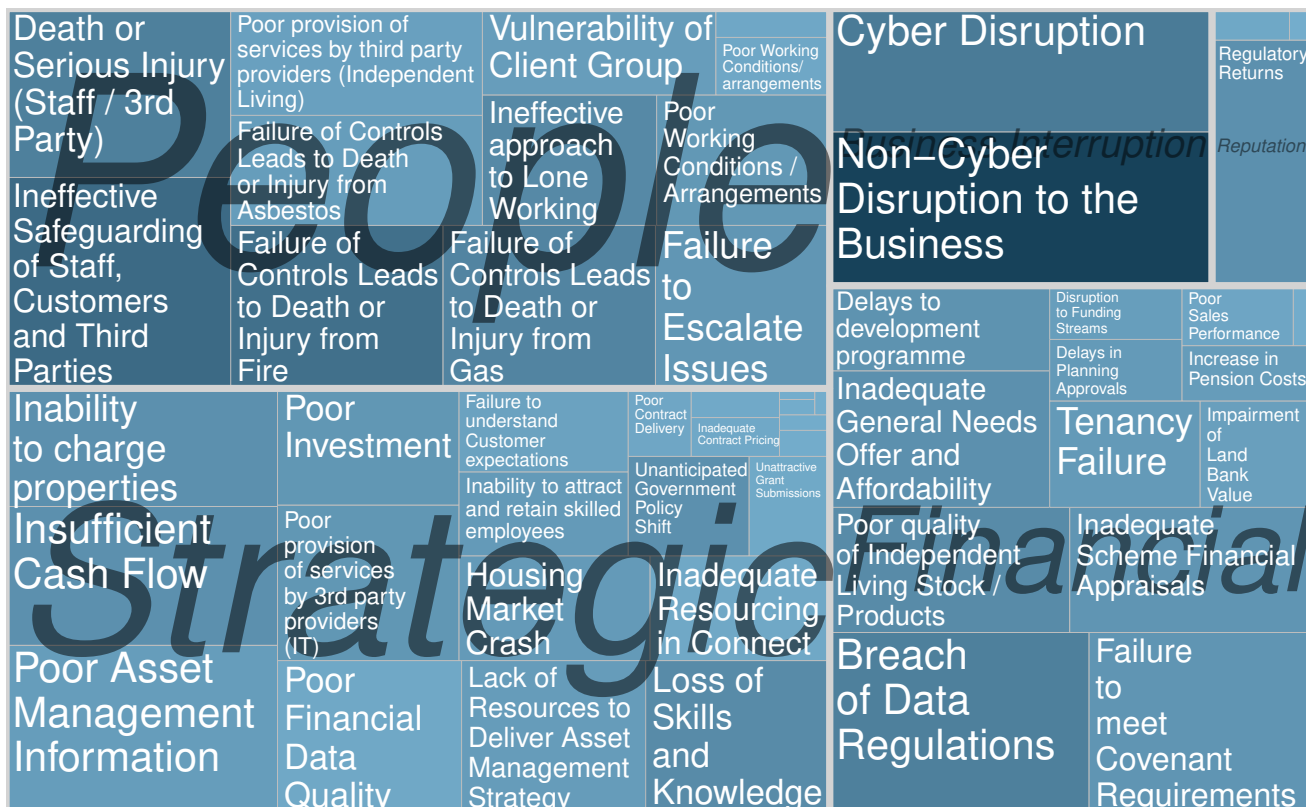 People
Death or
Serious Injury
(Staff / 3rd
Party)
Poor provision of
services by third party
providers (Independent
Living)
Vulnerability of
Client Group
Poor Working
Conditions/
arrangements
Failure of Controls
Leads to Death
or Injury from
Asbestos
Ineffective
approach
to Lone
Working
Poor
Working
Conditions /
Arrangements
Ineffective
Safeguarding
of Staff,
Customers
and Third
Parties
Failure of
Controls Leads
to Death or
Injury from
Fire
Failure of
Controls Leads
to Death or
Injury from
Gas
Failure
to
Escalate
Issues
Business Interruption
Cyber Disruption
Non−Cyber
Disruption to the
Business
Regulatory
Returns
Reputation
Strategic
Inability
to charge
properties
Poor
Investment
Failure to
understand
Customer
expectations
Poor
Contract
Delivery
Inadequate
Contract Pricing
Inability to attract
and retain skilled
employees
Unanticipated
Government
Policy
Shift
Unattractive
Grant
Submissions
Insufficient
Cash Flow
Poor
provision
of services
by 3rd party
providers
(IT)
Housing
Market
Crash
Inadequate
Resourcing
in Connect
Poor Asset
Management
Information
Poor
Financial
Data
Quality
Lack of
Resources to
Deliver Asset
Management
Strategy
Loss of
Skills
and
Knowledge
Financial
Delays to
development
programme
Disruption
to Funding
Streams
Poor
Sales
Performance
Delays in
Planning
Approvals
Increase in
Pension Costs
Inadequate
General Needs
Offer and
Affordability
Tenancy
Failure
Impairment
of
Land
Bank
Value
Poor quality
of Independent
Living Stock /
Products
Inadequate
Scheme Financial
Appraisals
Breach
of Data
Regulations
Failure
to
meet
Covenant
Requirements